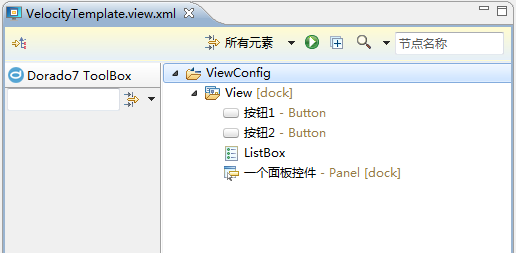 VelocityTemplate.view.xml
所有元素
节点名称
Dorado7 ToolBox
ViewConfig
View [dock]
按钮1 - Button
按钮2 - Button
ListBox
一个面板控件 - Panel [dock]